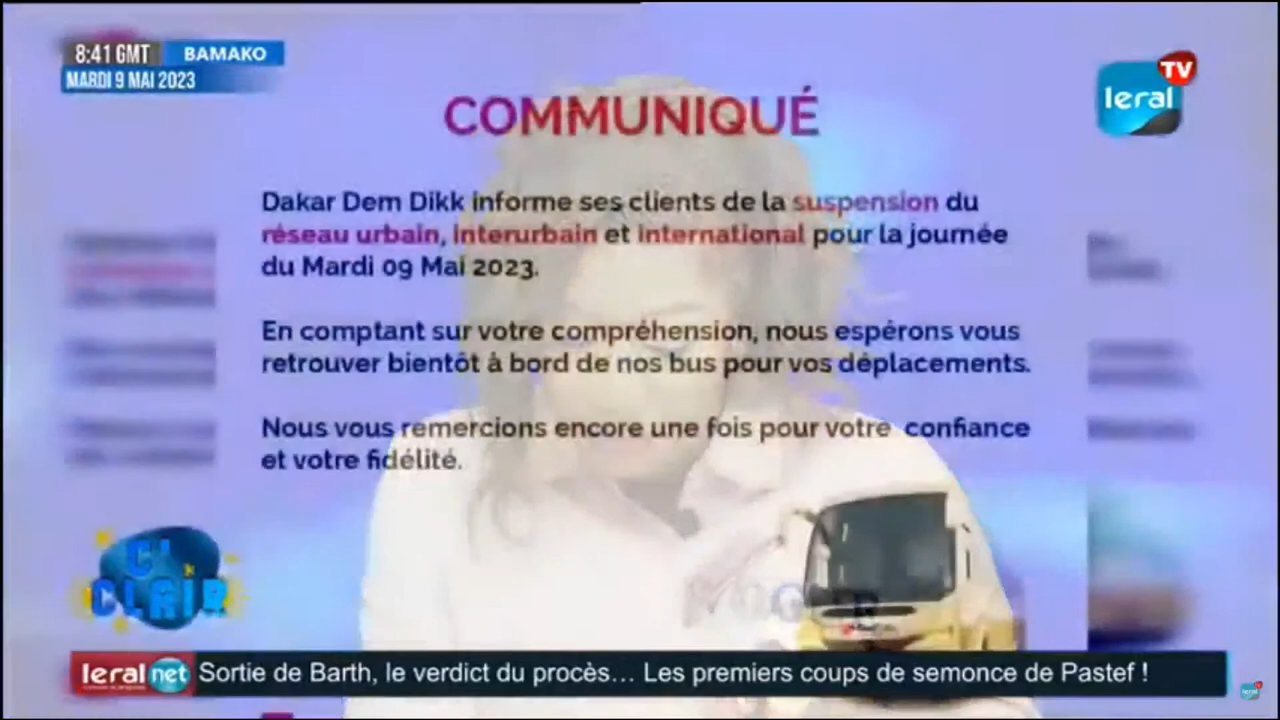 8:41 GMT BAMAKO
MARDI 9 MAI 2023
TV
leral
COMMUNIQUÉ
Dakar Dem Dikk informe ses clients de la suspension du
réseau urbain, interurbain et international pour la journée
du Mardi 09 Mai 2023.
En comptant sur votre compréhension, nous espérons vous
retrouver bientôt à bord de nos bus pour vos déplacements.
Nous vous remercions encore une fois pour votre confiance
et votre fidélité.
C'
CLAIR
leral net Sortie de Barth, le verdict du procès... Les premiers coups de semonce de Pastef !
leral